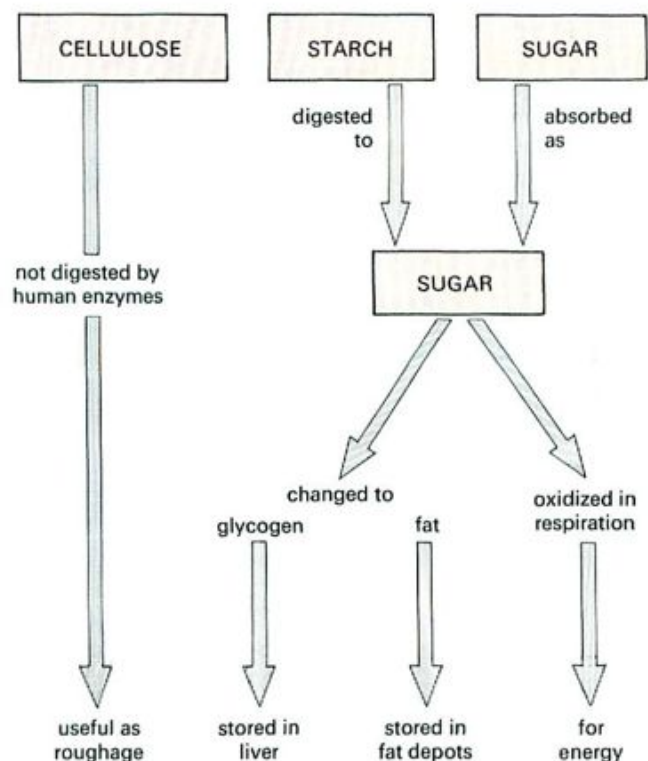 CELLULOSE
STARCH
SUGAR
digested
to
absorbed
as
not digested by
human enzymes
SUGAR
changed to
glycogen
fat
oxidized in
respiration
useful as
roughage
stored in
liver
stored in
fat depots
for
energy